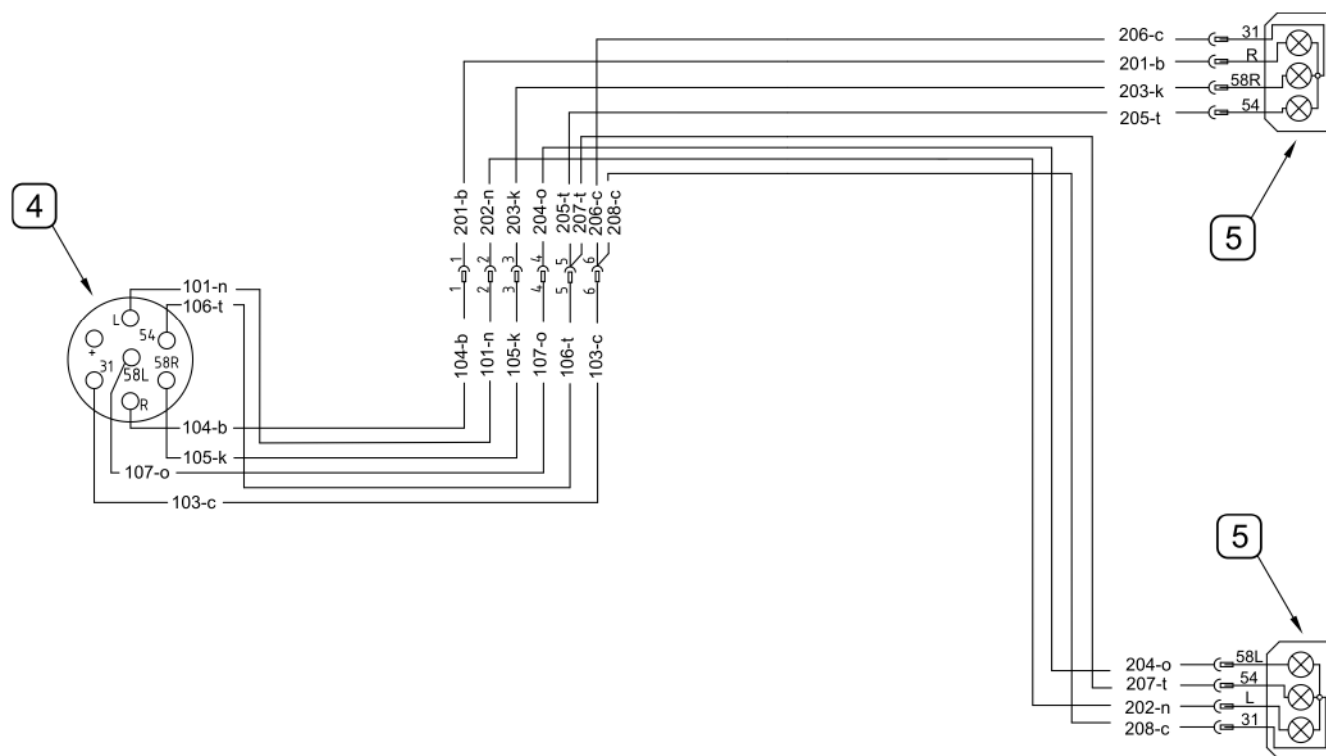 206-c 31
201-b R
203-k 58R
205-t 54
5
4
201-b 202-n 203-k 204-o 205-t 207-t 206-c 208-c
1 2 3 4 5 6
1 2 3 4 5 6
104-b 101-n 105-k 107-o 106-t 103-c
101-n
106-t
L
54
+
31
58L
58R
R
104-b
105-k
107-o
103-c
5
204-o 58L
207-t 54
202-n L
208-c 31